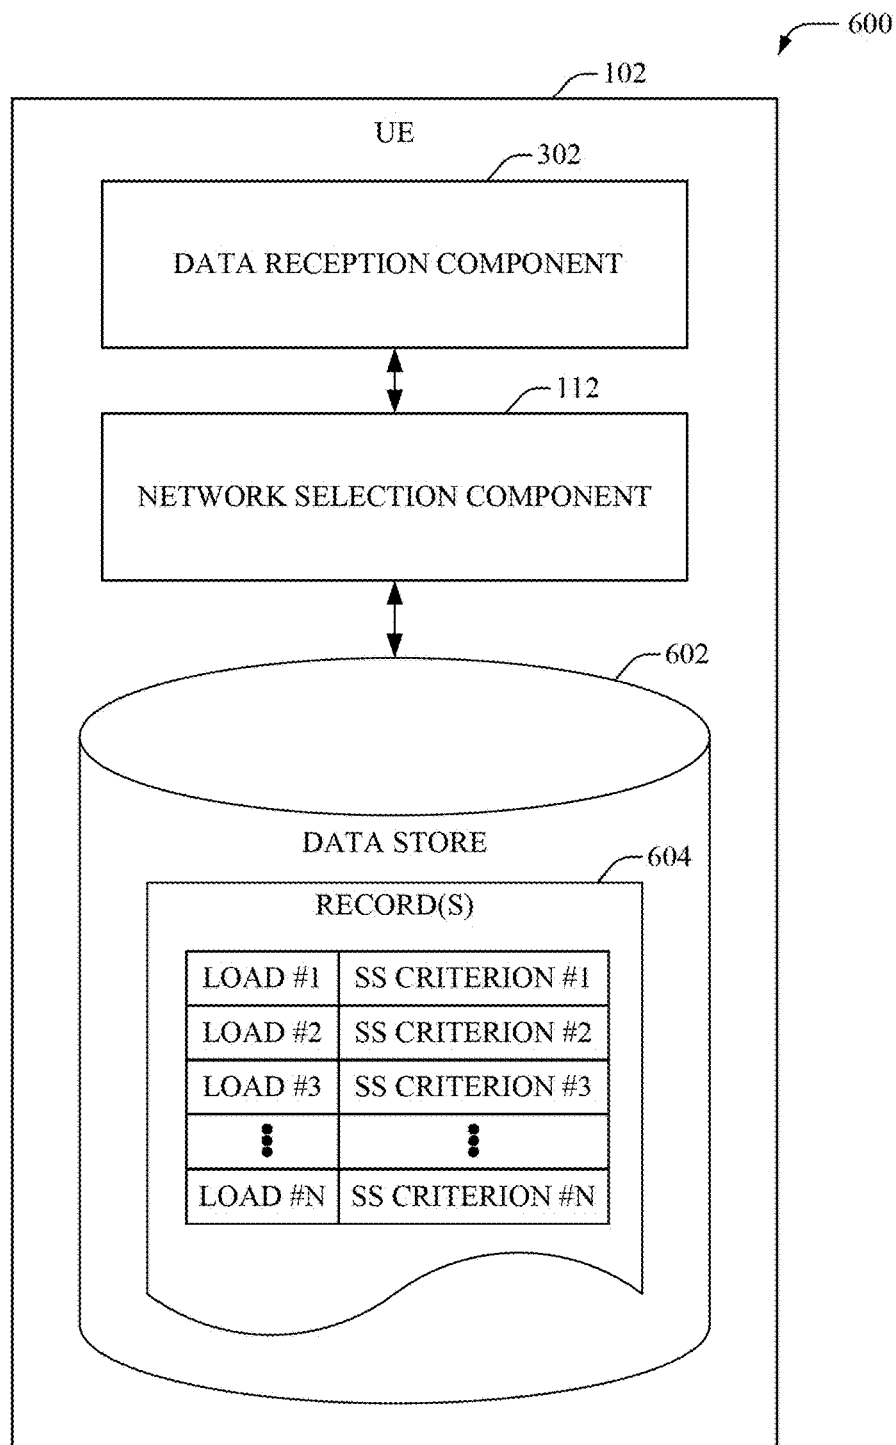 600
102
UE
302
DATA RECEPTION COMPONENT
112
NETWORK SELECTION COMPONENT
602
DATA STORE
604
RECORD(S)
LOAD #1 SS CRITERION #1
LOAD #2 SS CRITERION #2
LOAD #3 SS CRITERION #3
LOAD #N SS CRITERION #N